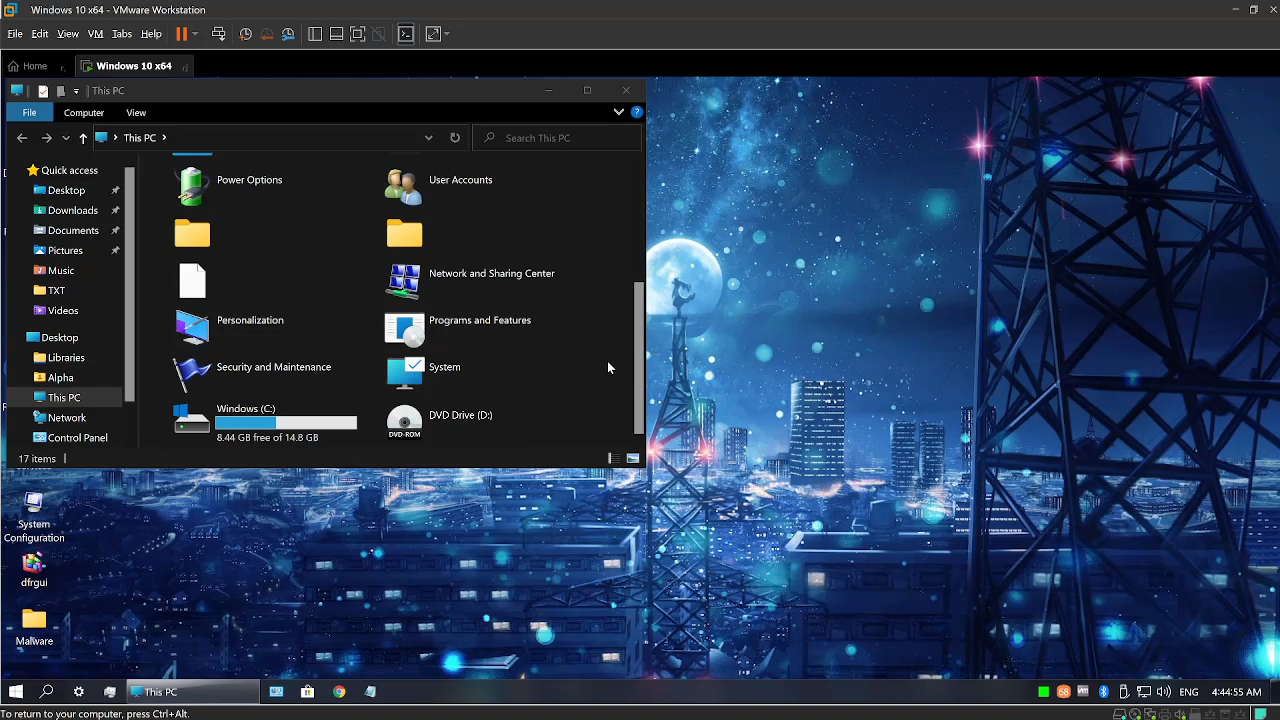 Windows 10 x64 - VMware Workstation
File Edit View VM Tabs Help
Home Windows 10 x64
This PC
File Computer View
This PC
Search This PC
Quick access
Desktop
Downloads
Documents
Pictures
Music
TXT
Videos
Desktop
Libraries
Alpha
This PC
Network
Control Panel
Power Options User Accounts
Network and Sharing Center
Personalization Programs and Features
Security and Maintenance System
Windows (C:)
8.44 GB free of 14.8 GB
DVD Drive (D:)
DVD-ROM
17 items
System
Configuration
dfrgui
Malware
This PC
68 ENG 4:44:55 AM
To return to your computer, press Ctrl+Alt.